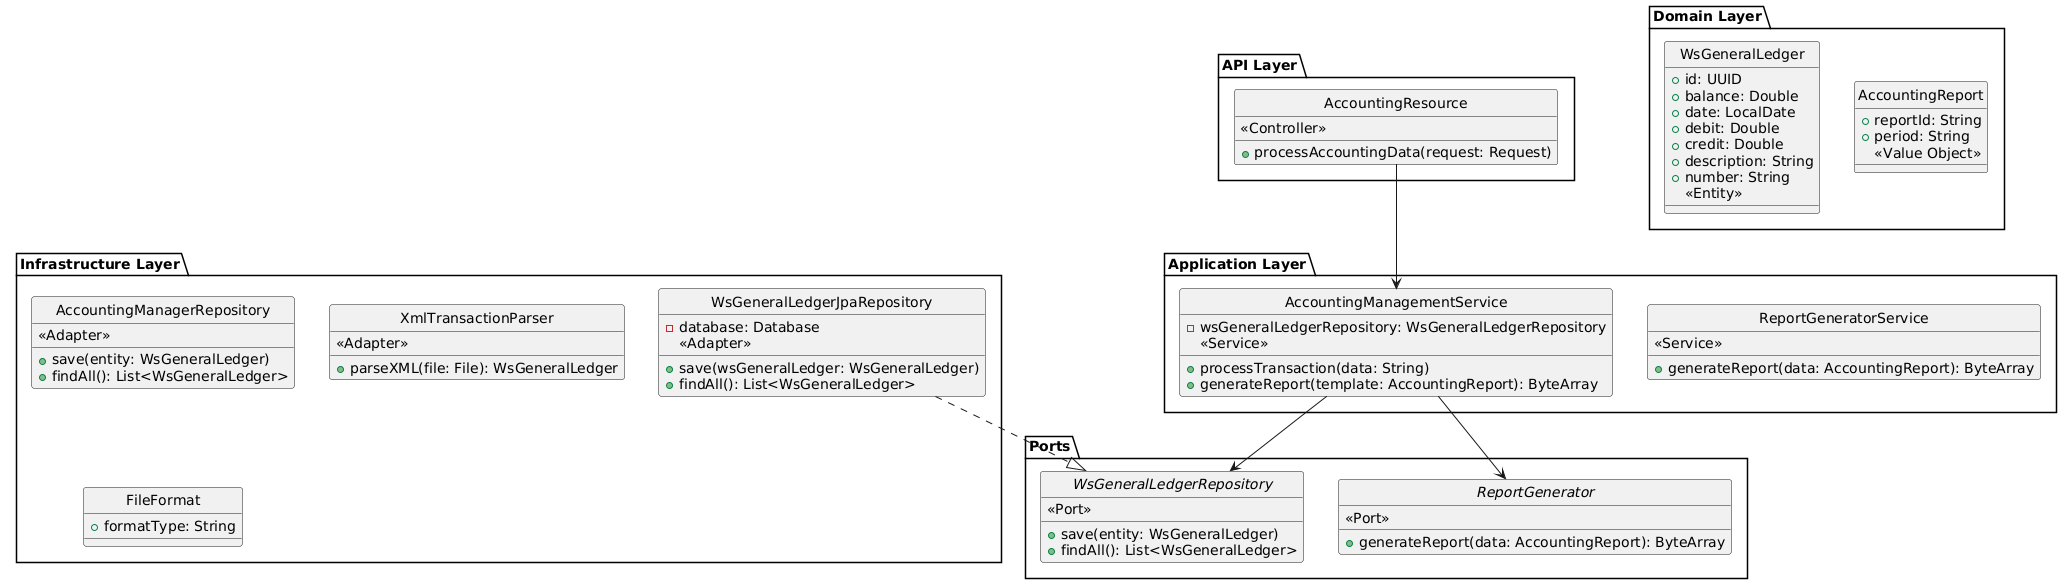 Domain Layer
WsGeneralLedger
id: UUID
balance: Double
date: LocalDate
debit: Double
credit: Double
description: String
number: String
«Entity»
AccountingReport
reportId: String
period: String
«Value Object»
API Layer
AccountingResource
«Controller»
processAccountingData(request: Request)
Infrastructure Layer
AccountingManagerRepository
«Adapter»
save(entity: WsGeneralLedger)
findAll(): List<WsGeneralLedger>
XmlTransactionParser
«Adapter»
parseXML(file: File): WsGeneralLedger
WsGeneralLedgerJpaRepository
database: Database
«Adapter»
save(wsGeneralLedger: WsGeneralLedger)
findAll(): List<WsGeneralLedger>
FileFormat
formatType: String
Application Layer
AccountingManagementService
wsGeneralLedgerRepository: WsGeneralLedgerRepository
«Service»
processTransaction(data: String)
generateReport(template: AccountingReport): ByteArray
ReportGeneratorService
«Service»
generateReport(data: AccountingReport): ByteArray
Ports
WsGeneralLedgerRepository
«Port»
save(entity: WsGeneralLedger)
findAll(): List<WsGeneralLedger>
ReportGenerator
«Port»
generateReport(data: AccountingReport): ByteArray